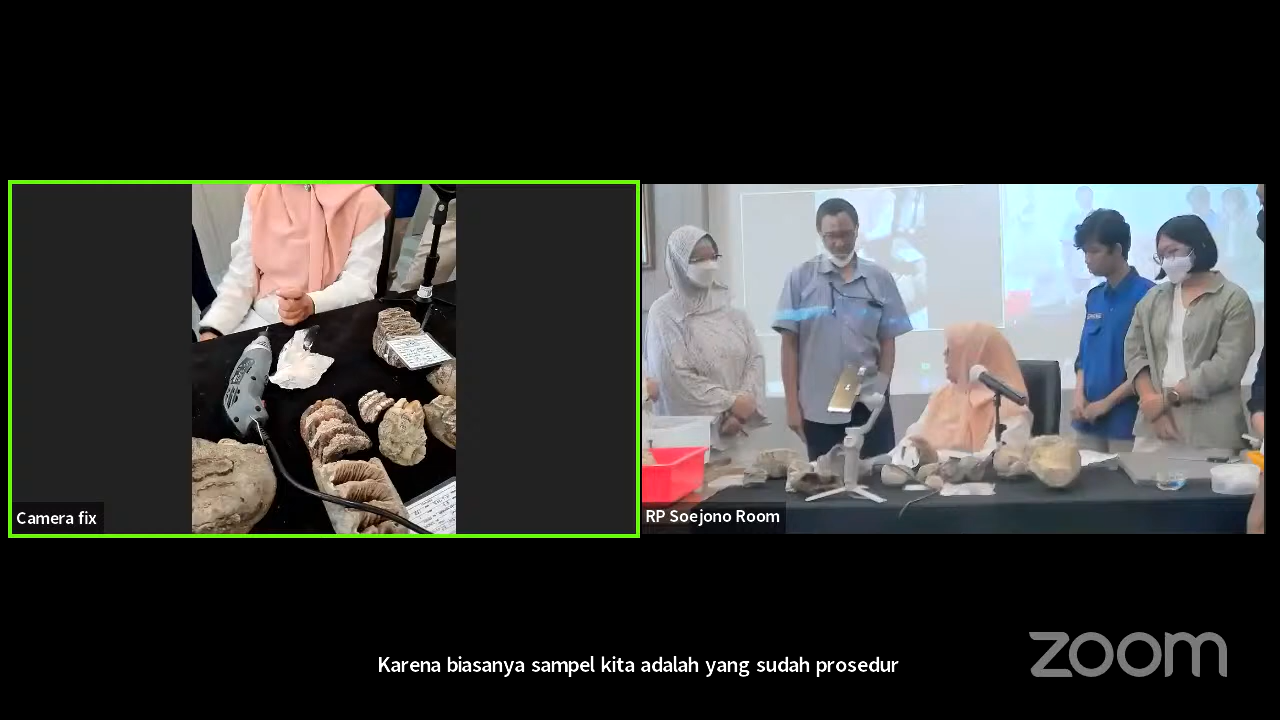 Camera fix
RP Soejono Room
Karena biasanya sampel kita adalah yang sudah prosedur
zoom